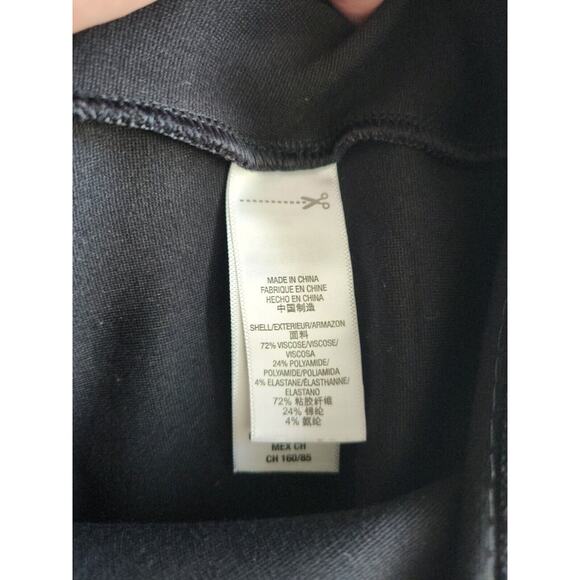 MADE IN CHINA
FABRIQUE EN CHINE
HECHO EN CHINA
中国制造
SHELL/EXTERIEUR/ARMAZON
面料
72% VISCOSE/VISCOSE/
VISCOSA
24% POLYAMIDE/
POLYAMIDE/POLIAMIDA
4% ELASTANE/ÉLASTHANNE/
ELASTANO
72% 粘胶纤维
24% 锦纶
4% 氨纶
MEX CH
CH 160/85